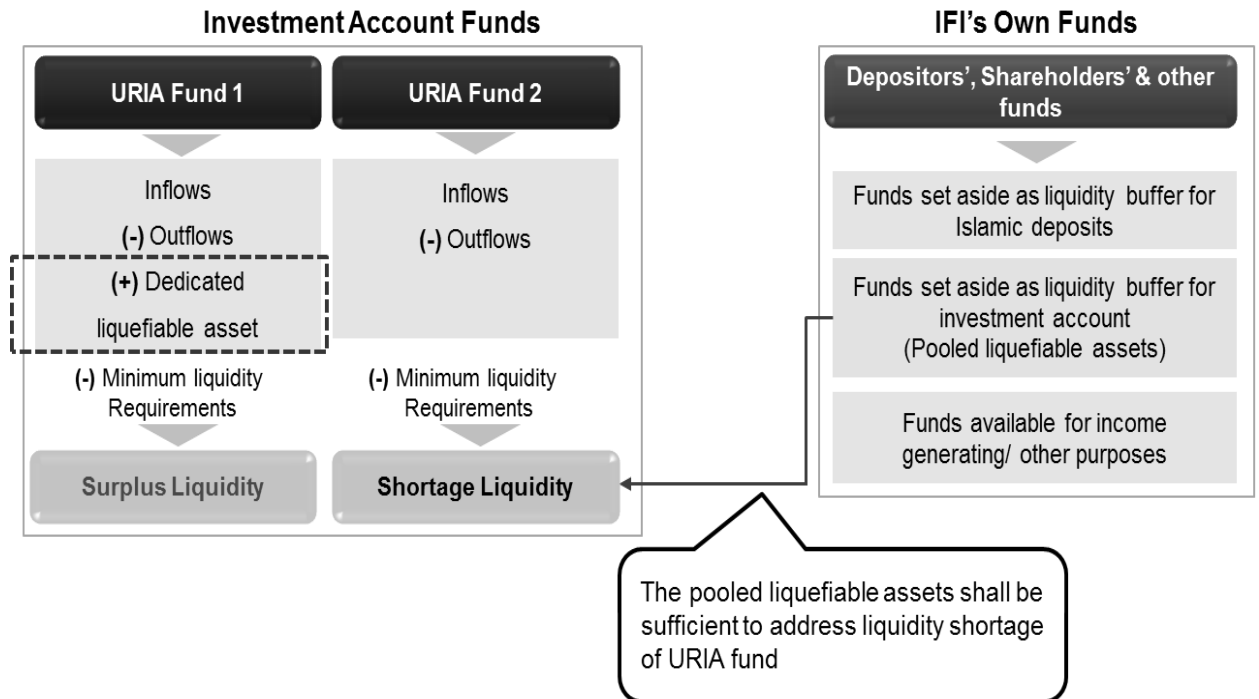 Investment Account Funds
URIA Fund 1
Inflows
(-) Outflows
(+) Dedicated
liquefiable asset
(-) Minimum liquidity
Requirements
Surplus Liquidity
URIA Fund 2
Inflows
(-) Outflows
(-) Minimum liquidity
Requirements
Shortage Liquidity
IFI's Own Funds
Depositors', Shareholders' & other
funds
Funds set aside as liquidity buffer for
Islamic deposits
Funds set aside as liquidity buffer for
investment account
(Pooled liquefiable assets)
Funds available for income
generating/ other purposes
The pooled liquefiable assets shall be
sufficient to address liquidity shortage
of URIA fund